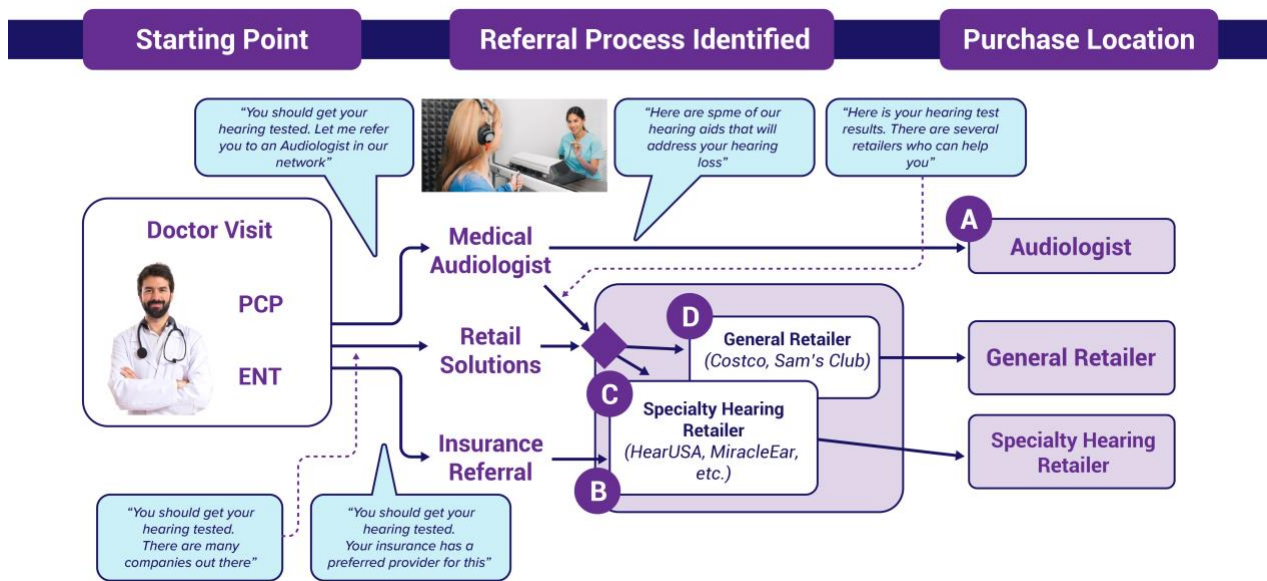 Starting Point
Referral Process Identified
Purchase Location
“You should get your
hearing tested. Let me refer
you to an Audiologist in our
network”
“Here are spme of our
hearing aids that will
address your hearing
loss”
“Here is your hearing test
results. There are several
retailers who can help
you”
Doctor Visit
PCP
ENT
Medical
Audiologist
A
Audiologist
Retail
Solutions
D
General Retailer
(Costco, Sam's Club)
General Retailer
C
Specialty Hearing
Retailer
(HearUSA, MiracleEar,
etc.)
B
Specialty Hearing
Retailer
Insurance
Referral
“You should get your
hearing tested.
There are many
companies out there”
“You should get your
hearing tested.
Your insurance has a
preferred provider for this”